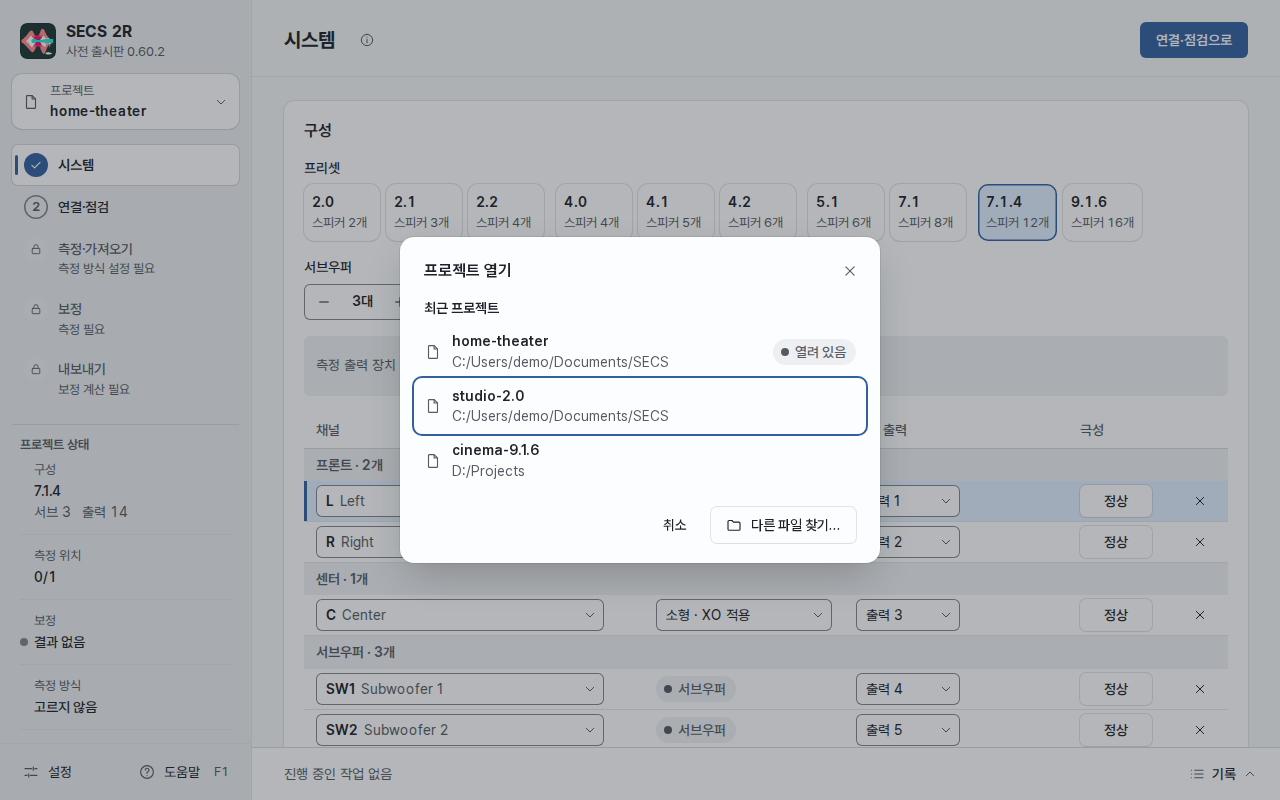 SECS 2R
사전 출시판 0.60.2
프로젝트
home-theater
시스템
2 연결·점검
측정·가져오기
측정 방식 설정 필요
보정
측정 필요
내보내기
보정 계산 필요
프로젝트 상태
구성
7.1.4
서브 3 출력 14
측정 위치
0/1
보정
결과 없음
측정 방식
고르지 않음
설정 도움말 F1
시스템
연결·점검으로
구성
프리셋
2.0 2.1 2.2 4.0 4.1 4.2 5.1 7.1 7.1.4 9.1.6
스피커 2개 스피커 3개 스피커 4개 스피커 4개 스피커 5개 스피커 6개 스피커 6개 스피커 8개 스피커 12개 스피커 16개
서브우퍼
3대
측정 출력 장치
채널 출력 극성
프런트 · 2개
L Left 출력 1 정상
R Right 출력 2 정상
센터 · 1개
C Center 소형 · XO 적용 출력 3 정상
서브우퍼 · 3개
SW1 Subwoofer 1 서브우퍼 출력 4 정상
SW2 Subwoofer 2 서브우퍼 출력 5 정상
진행 중인 작업 없음 기록
프로젝트 열기
최근 프로젝트
home-theater
C:/Users/demo/Documents/SECS
열려 있음
studio-2.0
C:/Users/demo/Documents/SECS
cinema-9.1.6
D:/Projects
취소 다른 파일 찾기...